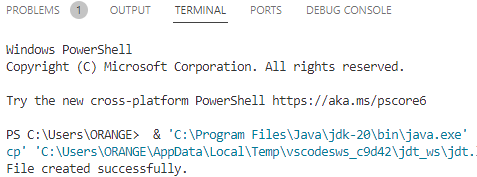 PROBLEMS 1 OUTPUT TERMINAL PORTS DEBUG CONSOLE
Windows PowerShell
Copyright (C) Microsoft Corporation. All rights reserved.
Try the new cross-platform PowerShell https://aka.ms/pscore6
PS C:\Users\ORANGE>  & 'C:\Program Files\Java\jdk-20\bin\java.exe'
cp' 'C:\Users\ORANGE\AppData\Local\Temp\vscodesws_c9d42\jdt_ws\jdt.
File created successfully.